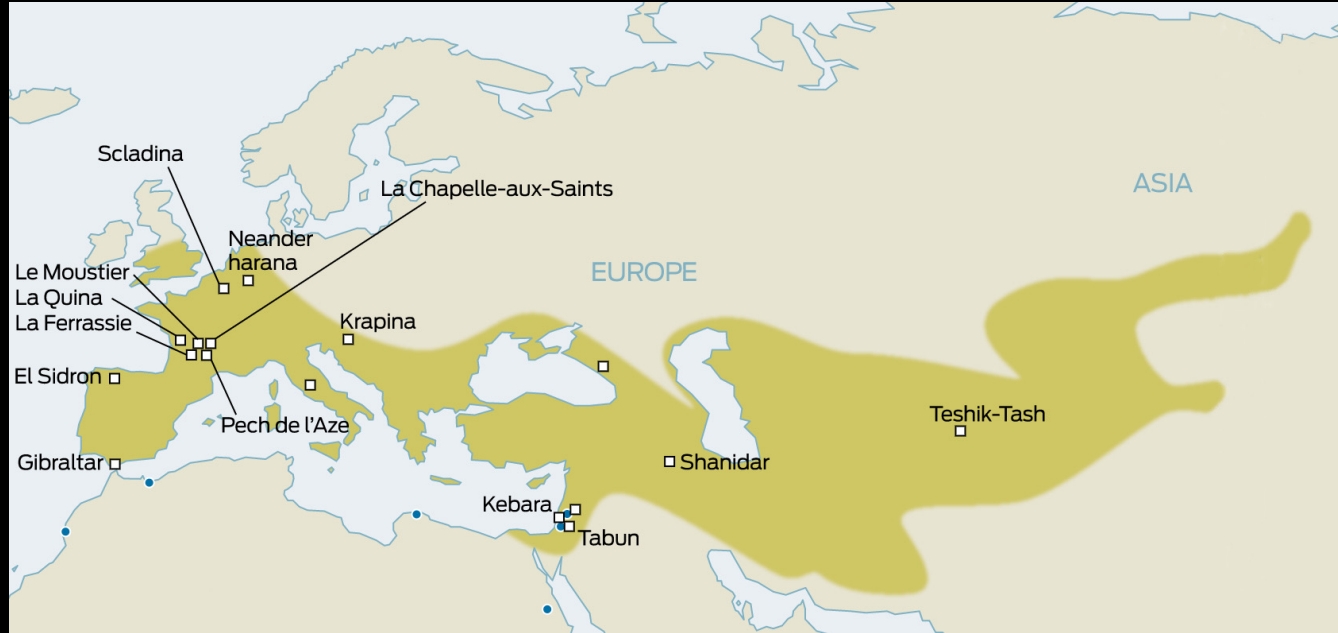 Scladina
La Chapelle-aux-Saints
ASIA
Neander
harana
EUROPE
Le Moustier
La Quina
La Ferrassie
Krapina
El Sidron
Pech de l'Aze
Teshik-Tash
Gibraltar
Shanidar
Kebara
Tabun